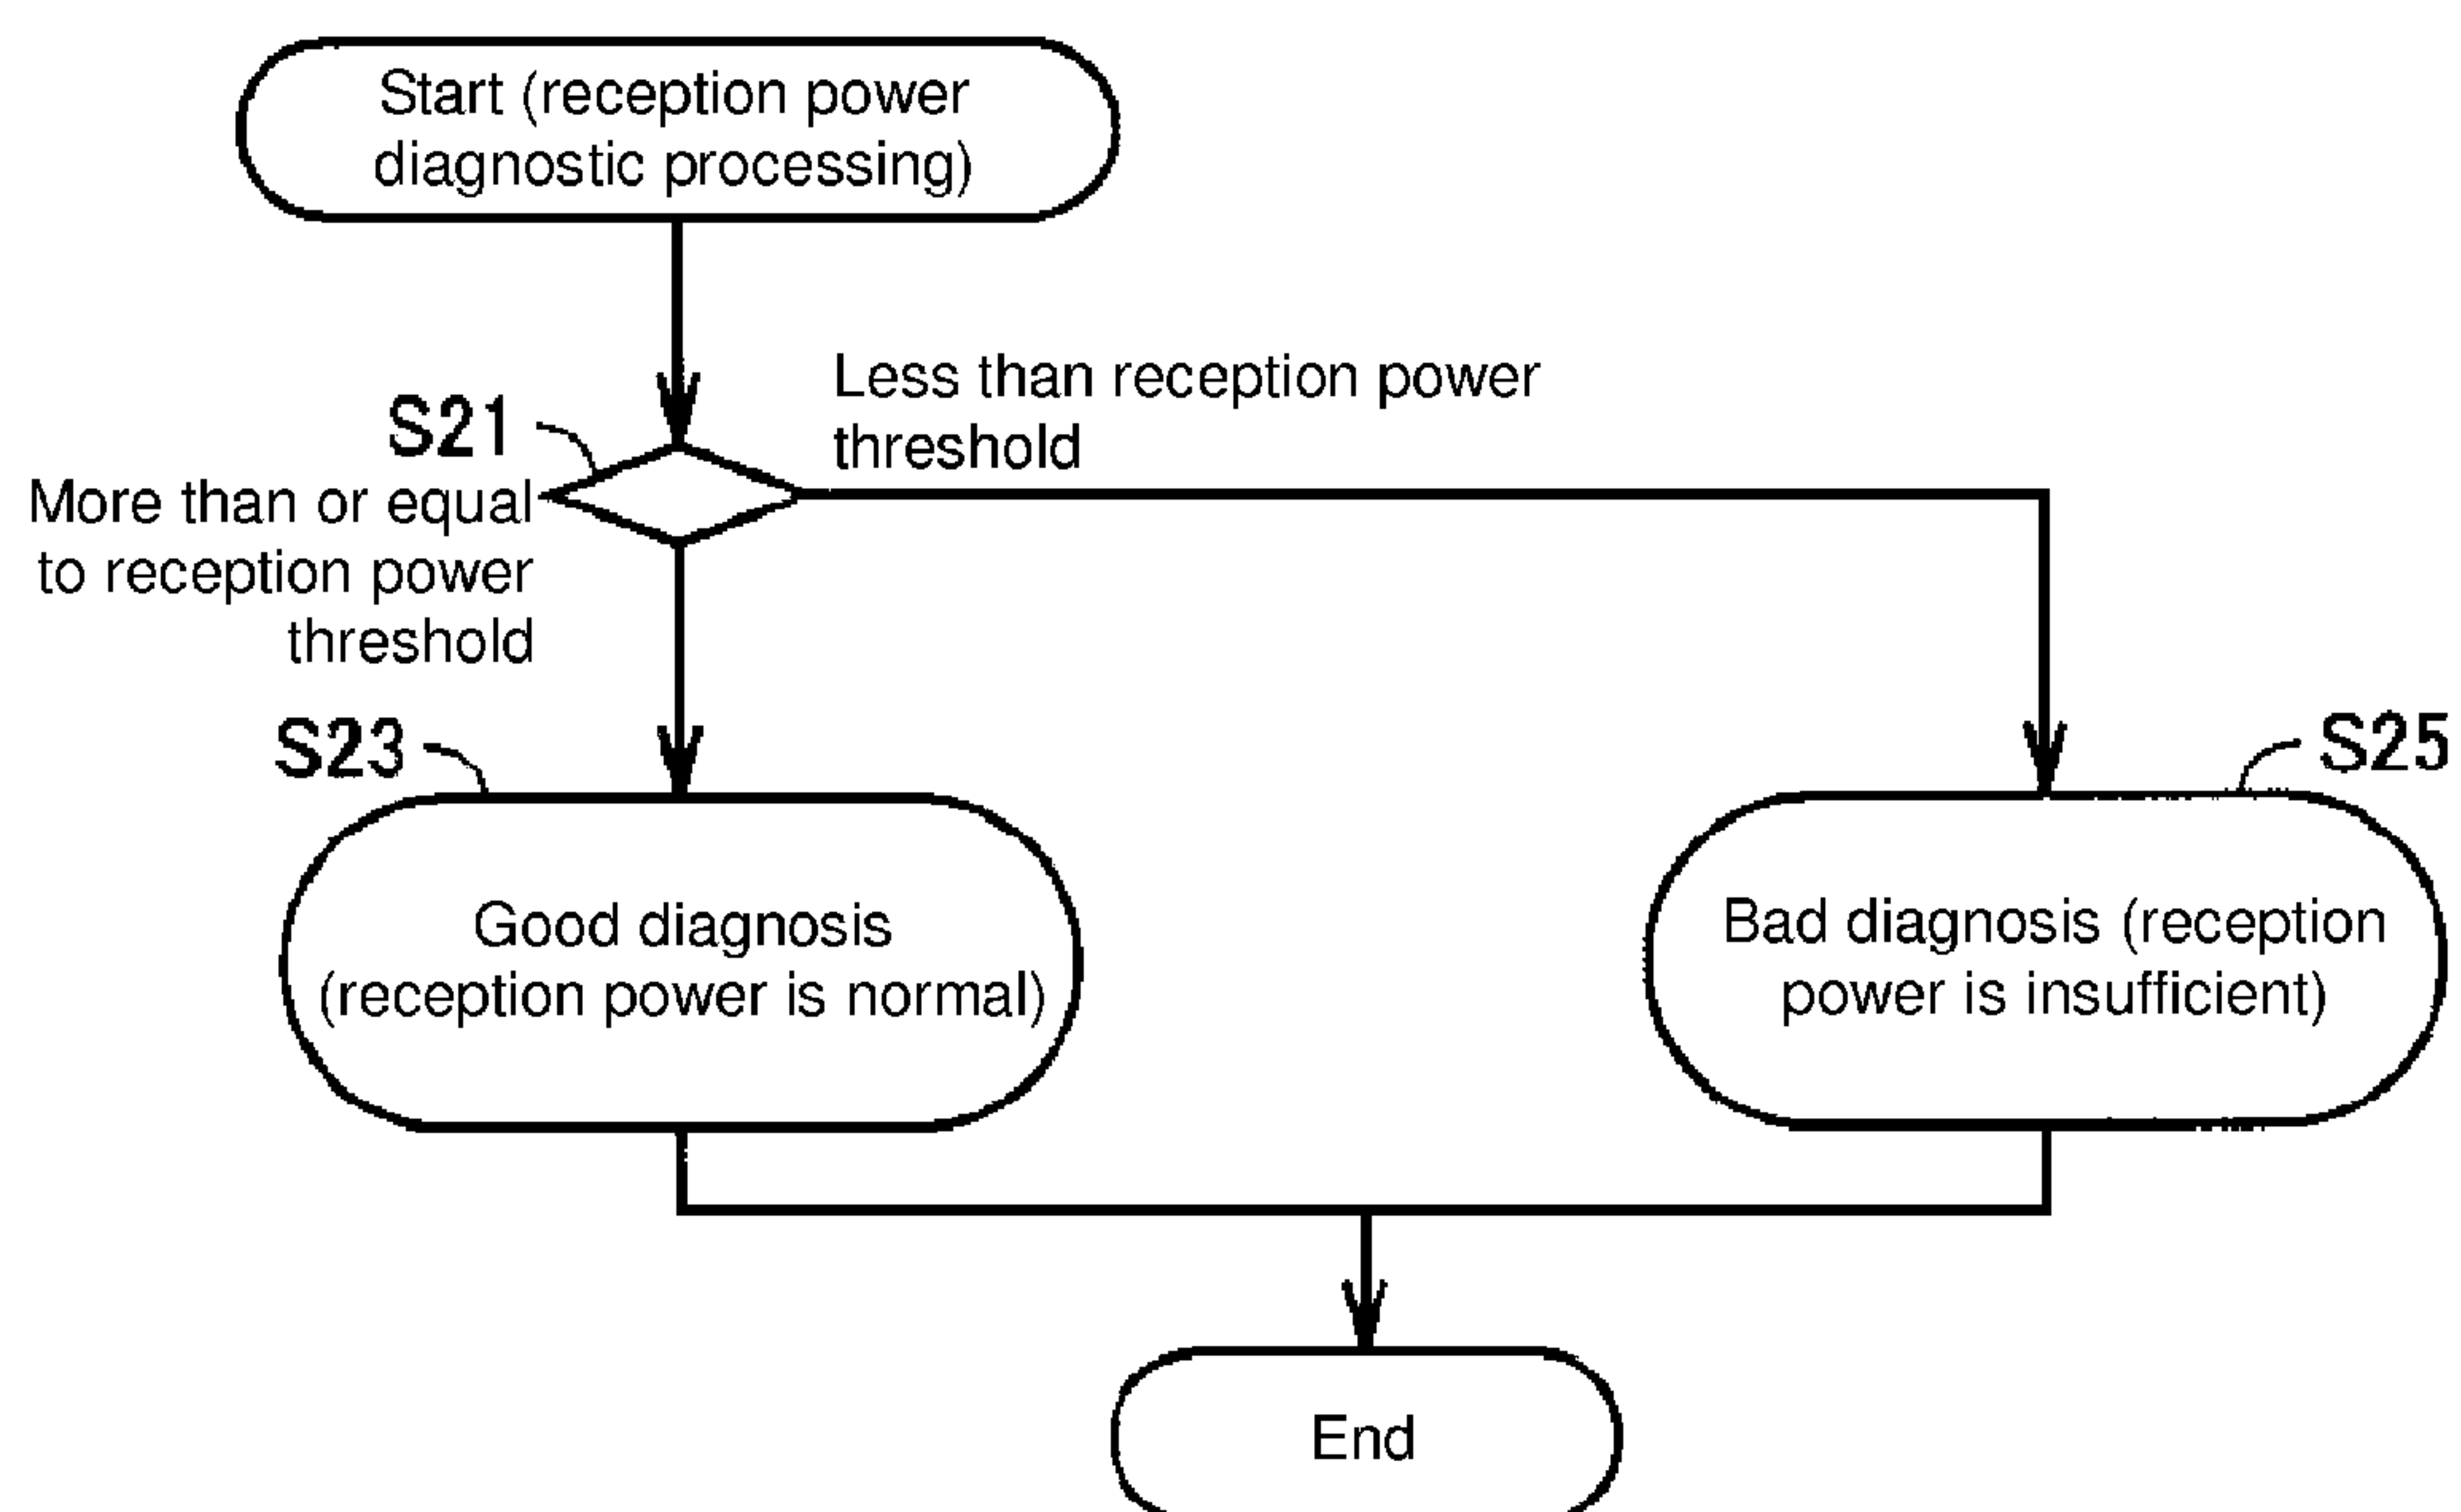 Start (reception power
diagnostic processing)
Less than reception power
threshold
S21
More than or equal
to reception power
threshold
S23
S25
Good diagnosis
(reception power is normal)
Bad diagnosis (reception
power is insufficient)
End